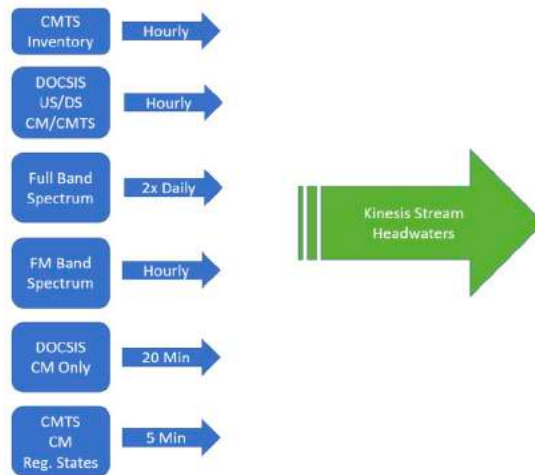 CMTS
Inventory
Hourly
DOCSIS
US/DS
CM/CMTS
Hourly
Full Band
Spectrum
2x Daily
FM Band
Spectrum
Hourly
DOCSIS
CM Only
20 Min
CMTS
CM
Reg. States
5 Min
Kinesis Stream
Headwaters